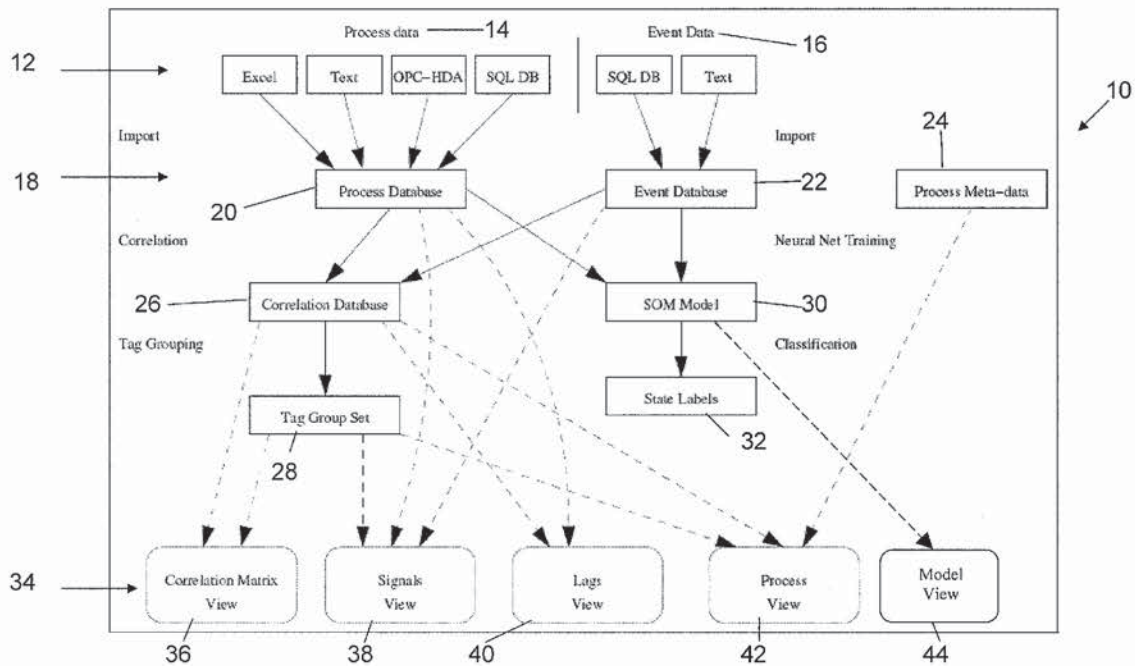 Process data 14
Event Data 16
12
Excel
Text
OPC-HDA
SQL DB
SQL DB
Text
10
Import
Import
24
18
Process Database
Event Database
22
Process Meta-data
20
Correlation
Neural Net Training
26
Correlation Database
SOM Model
30
Tag Grouping
Classification
Tag Group Set
State Labels
28
32
34
Correlation Matrix
View
Signals
View
Lags
View
Process
View
Model
View
36
38
40
42
44